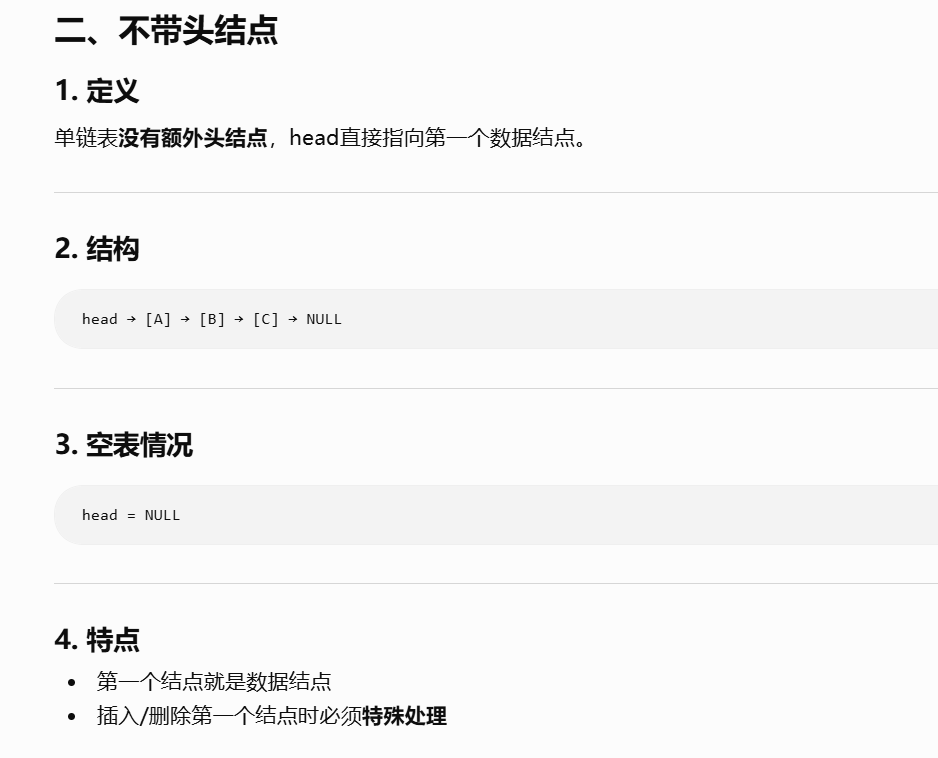 二、不带头结点
1. 定义
单链表没有额外头结点，head直接指向第一个数据结点。
2. 结构
head → [A] → [B] → [C] → NULL
3. 空表情况
head = NULL
4. 特点
• 第一个结点就是数据结点
• 插入/删除第一个结点时必须特殊处理